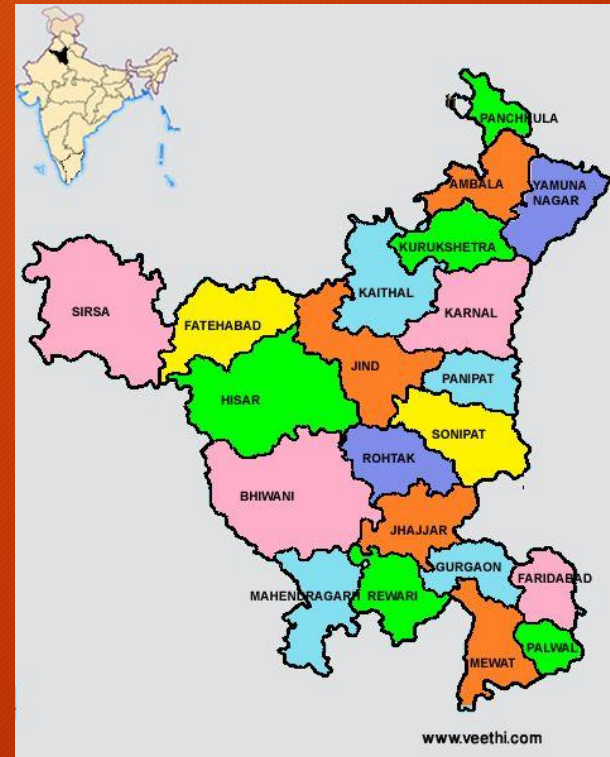 PANCHKULA
AMBALA
YAMUNA
NAGAR
KURUKSHETRA
KAITHAL
KARNAL
SIRSA
FATEHABAD
JIND
PANIPAT
HISAR
SONIPAT
ROHTAK
BHIWANI
JHAJJAR
GURGAON
FARIDABAD
MAHENDRAGARH
REWARI
PALWAL
MEWAT
www.veethi.com